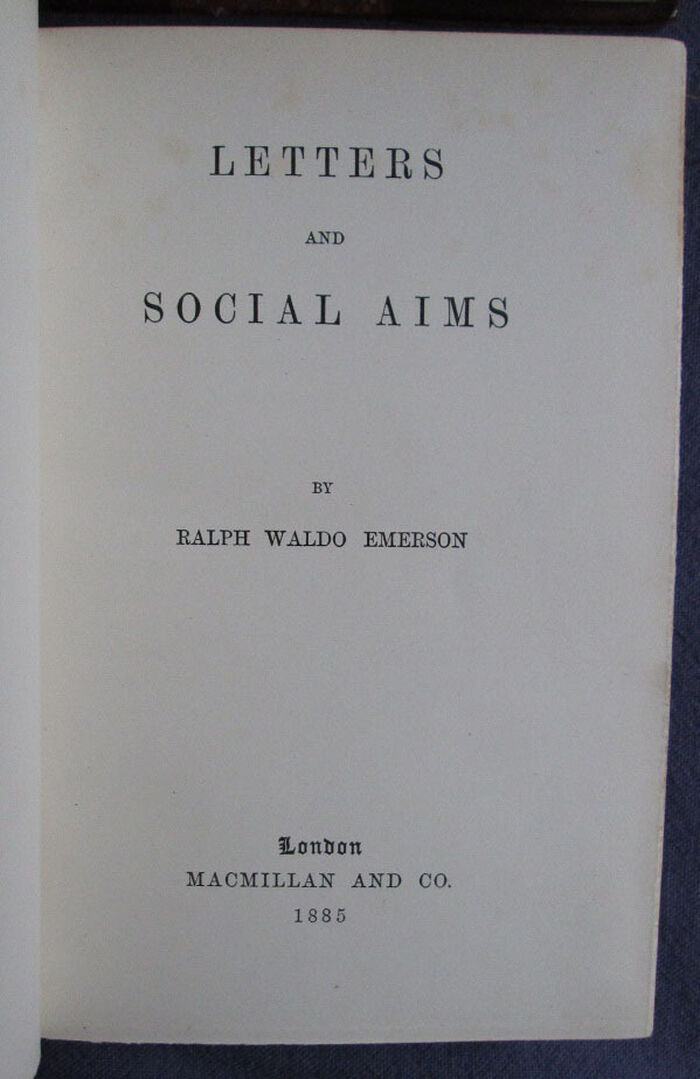 LETTERS
AND
SOCIAL AIMS
BY
RALPH WALDO EMERSON
London
MACMILLAN AND CO.
1885